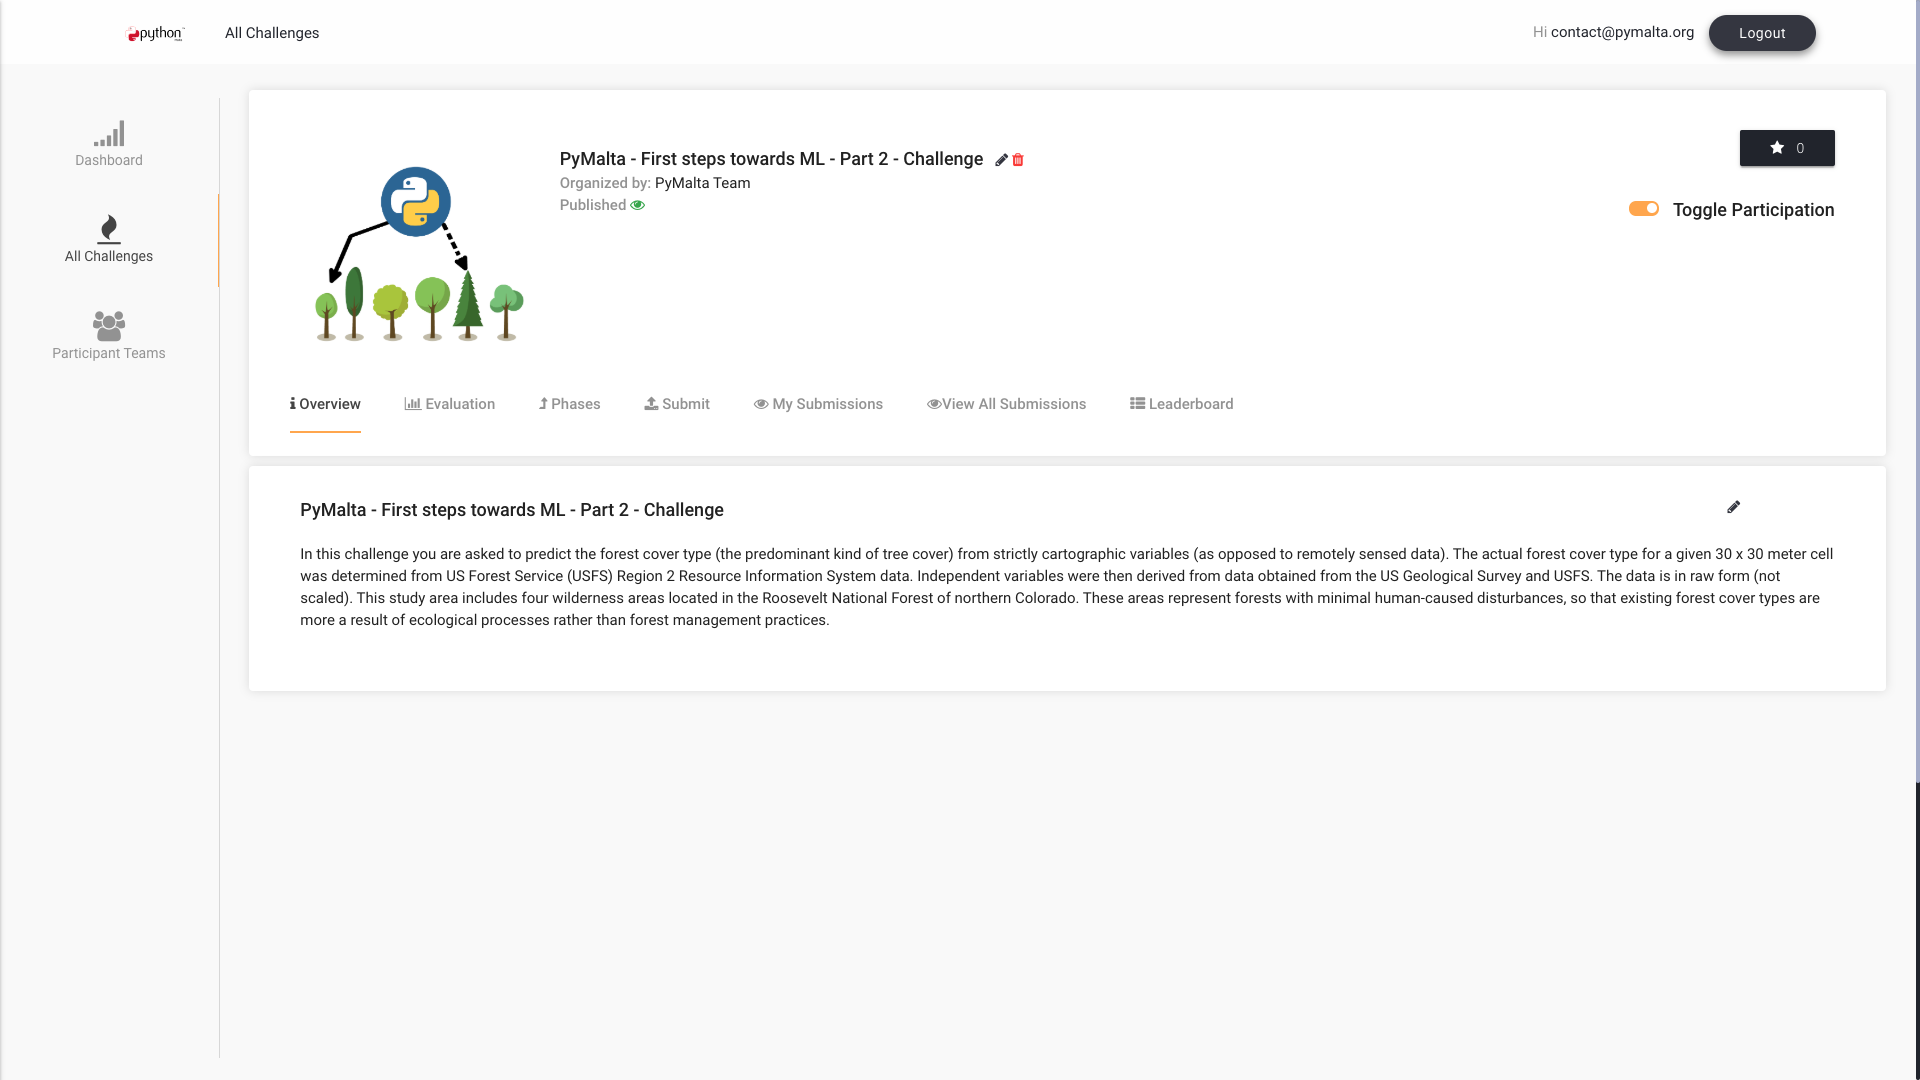 python
All Challenges
Hi contact@pymalta.org
Logout
Dashboard
All Challenges
Participant Teams
PyMalta - First steps towards ML - Part 2 - Challenge
Organized by: PyMalta Team
Published
0
Toggle Participation
Overview
Evaluation
Phases
Submit
My Submissions
View All Submissions
Leaderboard
PyMalta - First steps towards ML - Part 2 - Challenge
In this challenge you are asked to predict the forest cover type (the predominant kind of tree cover) from strictly cartographic variables (as opposed to remotely sensed data). The actual forest cover type for a given 30 x 30 meter cell
was determined from US Forest Service (USFS) Region 2 Resource Information System data. Independent variables were then derived from data obtained from the US Geological Survey and USFS. The data is in raw form (not
scaled). This study area includes four wilderness areas located in the Roosevelt National Forest of northern Colorado. These areas represent forests with minimal human-caused disturbances, so that existing forest cover types are
more a result of ecological processes rather than forest management practices.